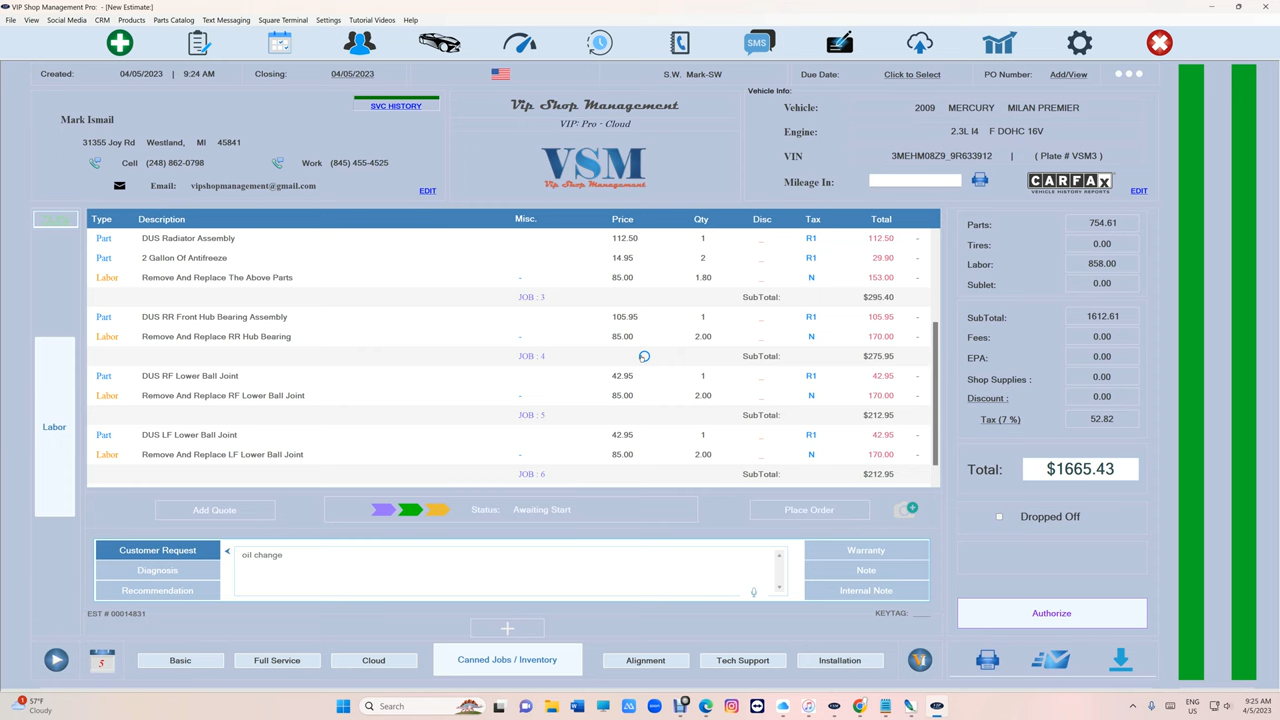 VIP Shop Management Pro: - [New Estimate:]
File View Social Media CRM Products Parts Catalog Text Messaging Square Terminal Settings Tutorial Videos Help
SMS
Created: 04/05/2023 | 9:24 AM Closing: 04/05/2023 S.W. Mark-SW Due Date: Click to Select PO Number: Add/View
SVC HISTORY
Mark Ismail
31355 Joy Rd Westland, MI 45841
Cell (248) 862-0798 Work (845) 455-4525
Email: vipshopmanagement@gmail.com EDIT
Vip Shop Management
VIP: Pro - Cloud
VSM
Vip Shop Management
Vehicle Info:
Vehicle: 2009 MERCURY MILAN PREMIER
Engine: 2.3L I4 F DOHC 16V
VIN 3MEHM08Z9_9R633912 | ( Plate # VSM3 )
Mileage In: CARFAX
VEHICLE HISTORY REPORTS
EDIT
Type Description Misc. Price Qty Disc Tax Total
Part DUS Radiator Assembly 112.50 1 _ R1 112.50 -
Part 2 Gallon Of Antifreeze 14.95 2 _ R1 29.90 -
Labor Remove And Replace The Above Parts - 85.00 1.80 _ N 153.00 -
JOB : 3 SubTotal: $295.40
Part DUS RR Front Hub Bearing Assembly 105.95 1 _ R1 105.95 -
Labor Remove And Replace RR Hub Bearing - 85.00 2.00 _ N 170.00 -
JOB : 4 SubTotal: $275.95
Part DUS RF Lower Ball Joint 42.95 1 _ R1 42.95 -
Labor Remove And Replace RF Lower Ball Joint - 85.00 2.00 _ N 170.00 -
JOB : 5 SubTotal: $212.95
Part DUS LF Lower Ball Joint 42.95 1 _ R1 42.95 -
Labor Remove And Replace LF Lower Ball Joint - 85.00 2.00 _ N 170.00 -
JOB : 6 SubTotal: $212.95
Labor
Parts: 754.61
Tires: 0.00
Labor: 858.00
Sublet: 0.00
SubTotal: 1612.61
Fees: 0.00
EPA: 0.00
Shop Supplies : 0.00
Discount : 0.00
Tax (7 %) 52.82
Total: $1665.43
Dropped Off
Authorize
Add Quote Status: Awaiting Start Place Order
Customer Request
Diagnosis
Recommendation
oil change
Warranty
Note
Internal Note
EST # 00014831 KEYTAG: ____
5 Basic Full Service Cloud Canned Jobs / Inventory Alignment Tech Support Installation
1 57°F
Cloudy
Search
ENG
US
9:25 AM
4/5/2023